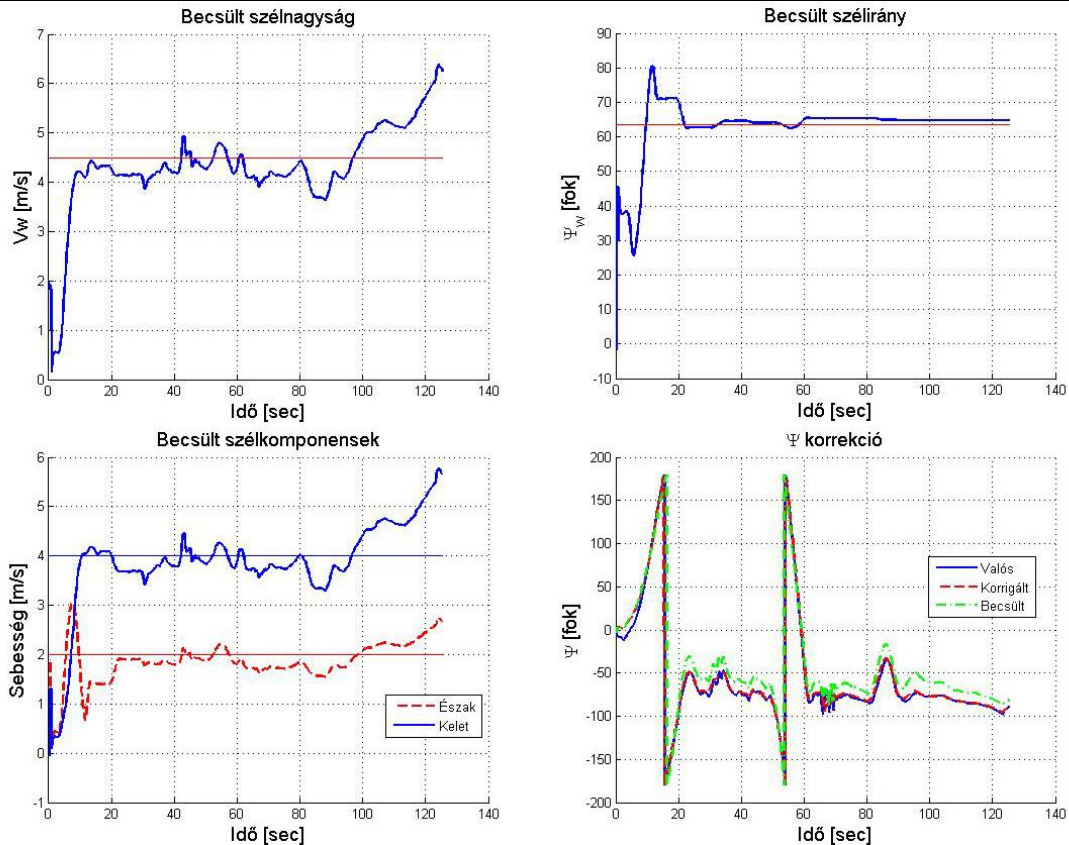 Becsült szélnagyság
7
6
5
4
3
2
1
0
Vw [m/s]
0 20 40 60 80 100 120 140
Idő [sec]
Becsült szélirány
90
80
70
60
50
40
30
20
10
0
-10
Ψw [fok]
0 20 40 60 80 100 120 140
Idő [sec]
Becsült szélkomponensek
6
5
4
3
2
1
0
-1
Sebesség [m/s]
Észak
Kelet
0 20 40 60 80 100 120 140
Idő [sec]
Ψ korrekció
200
150
100
50
0
-50
-100
-150
-200
Ψ [fok]
Valós
Korrigált
Becsült
0 20 40 60 80 100 120 140
Idő [sec]